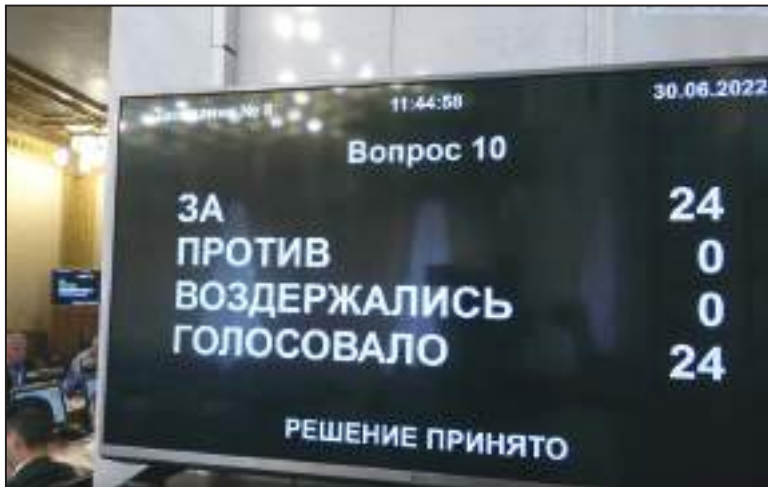 11:44:58 30.06.2022
Вопрос 10
ЗА 24
ПРОТИВ 0
ВОЗДЕРЖАЛИСЬ 0
ГОЛОСОВАЛО 24
РЕШЕНИЕ ПРИНЯТО